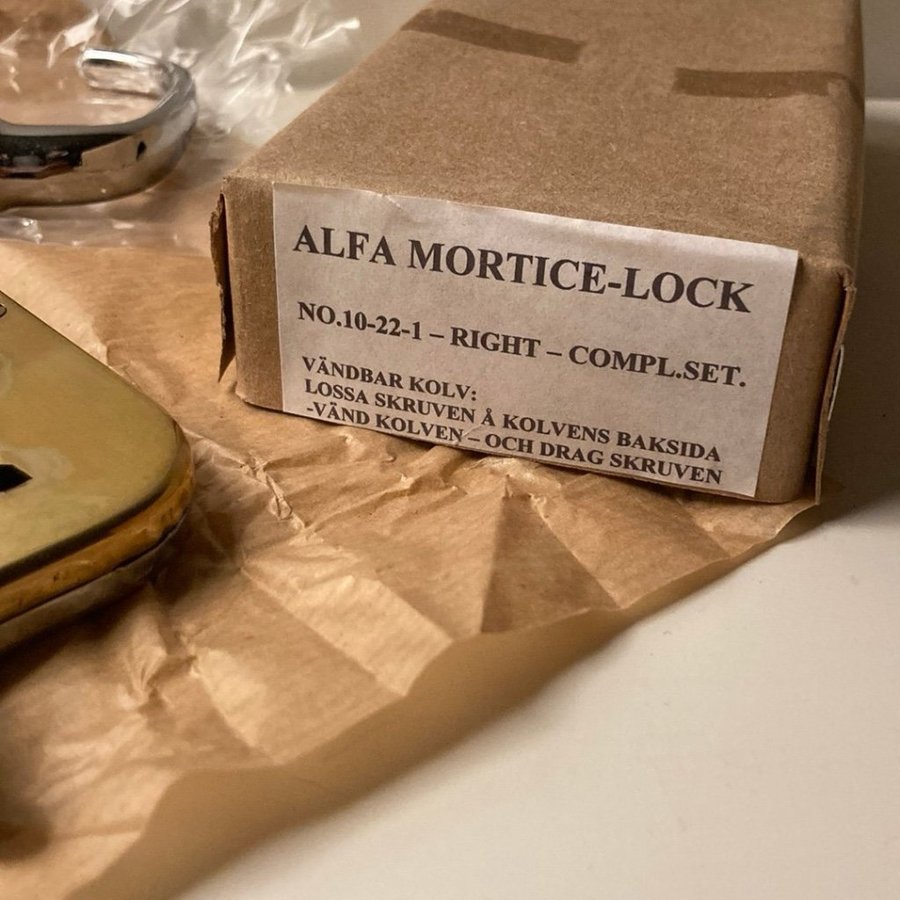 ALFA MORTICE-LOCK
NO.10-22-1 – RIGHT – COMPL.SET.
VÄNDBAR KOLV:
LOSSA SKRUVEN Å KOLVENS BAKSIDA
-VÄND KOLVEN – OCH DRAG SKRUVEN